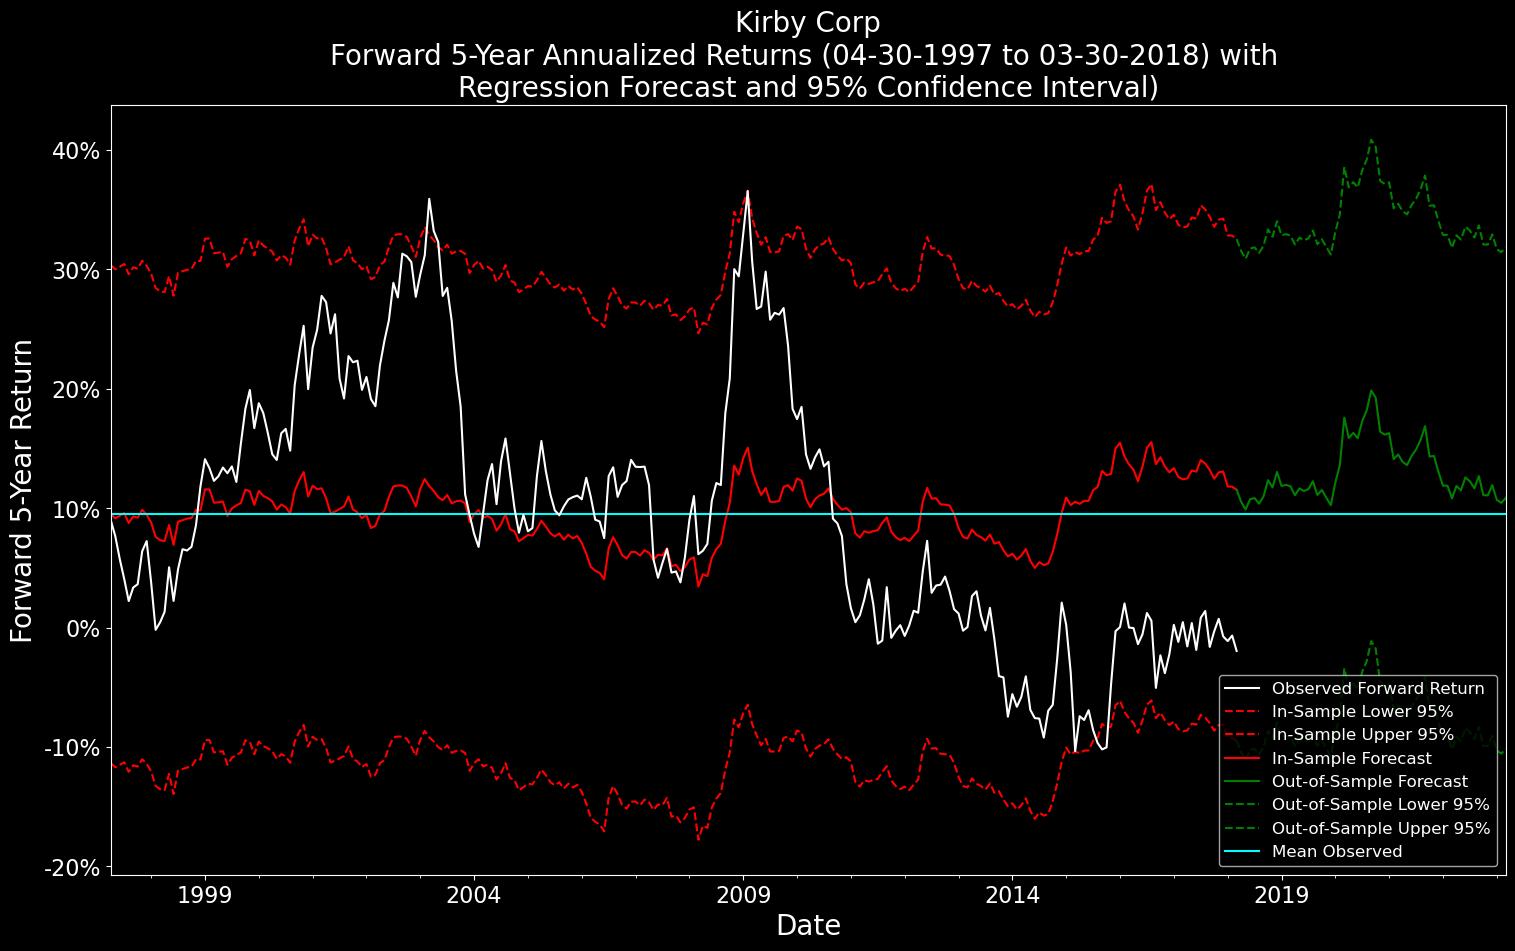 Kirby Corp
Forward 5-Year Annualized Returns (04-30-1997 to 03-30-2018) with
Regression Forecast and 95% Confidence Interval)
Forward 5-Year Return
40%
30%
20%
10%
0%
-10%
-20%
1999
2004
2009
2014
2019
Date
Observed Forward Return
In-Sample Lower 95%
In-Sample Upper 95%
In-Sample Forecast
Out-of-Sample Forecast
Out-of-Sample Lower 95%
Out-of-Sample Upper 95%
Mean Observed